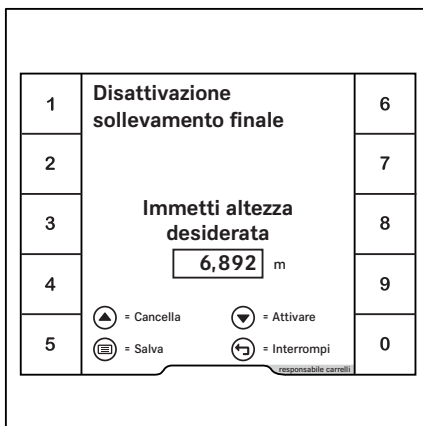 1
2
3
4
5
Disattivazione
sollevamento finale
Immetti altezza
desiderata
6,892 m
= Cancella
= Attivare
= Salva
= Interrompi
responsabile carrelli
6
7
8
9
0